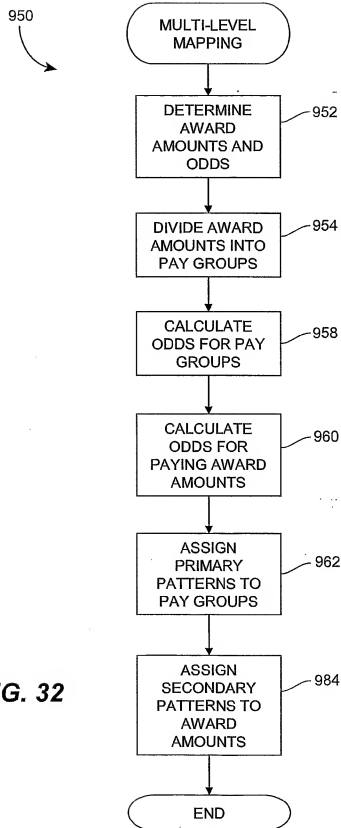 950
MULTI-LEVEL
MAPPING
DETERMINE
AWARD
AMOUNTS AND
ODDS
952
DIVIDE AWARD
AMOUNTS INTO
PAY GROUPS
954
CALCULATE
ODDS FOR PAY
GROUPS
958
CALCULATE
ODDS FOR
PAYING AWARD
AMOUNTS
960
ASSIGN
PRIMARY
PATTERNS TO
PAY GROUPS
962
ASSIGN
SECONDARY
PATTERNS TO
AWARD
AMOUNTS
984
G. 32
END